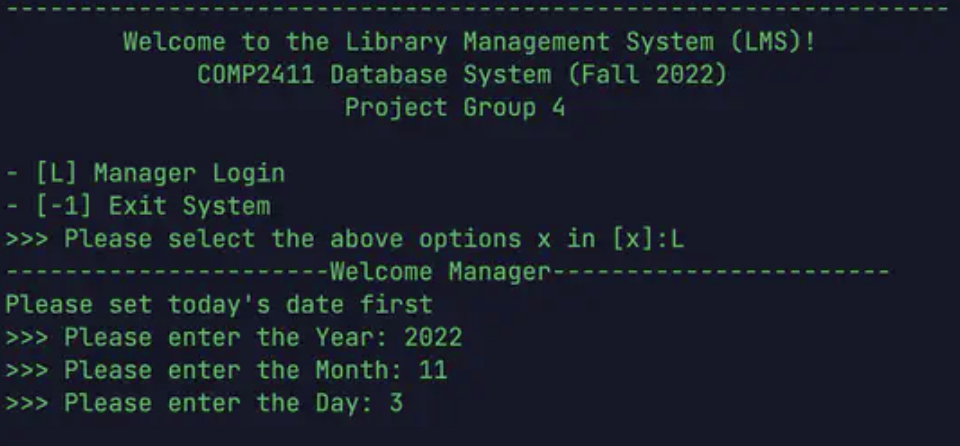 -----------------------------------------------------------------
Welcome to the Library Management System (LMS)!
COMP2411 Database System (Fall 2022)
Project Group 4
- [L] Manager Login
- [-1] Exit System
>>> Please select the above options x in [x]:L
----------------------Welcome Manager-----------------------
Please set today's date first
>>> Please enter the Year: 2022
>>> Please enter the Month: 11
>>> Please enter the Day: 3